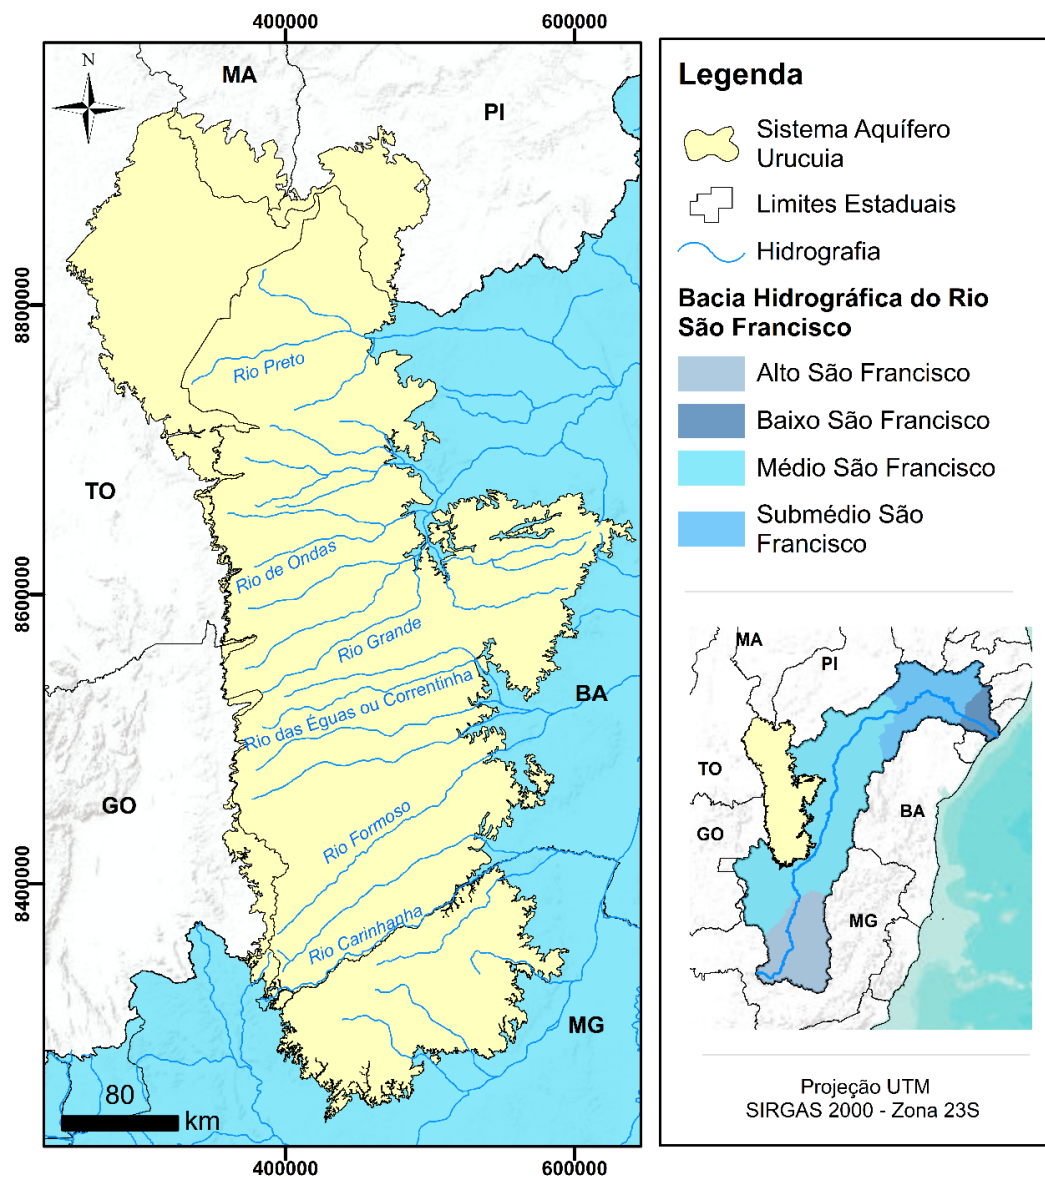 400000
600000
N
MA
PI
8800000
Rio Preto
TO
Rio de Ondas
8600000
Rio Grande
BA
Rio das Éguas ou Correntinha
GO
Rio Formoso
8400000
Rio Carinhanha
MG
80
km
400000
600000
Legenda
Sistema Aquífero
Urucuia
Limites Estaduais
Hidrografia
Bacia Hidrográfica do Rio
São Francisco
Alto São Francisco
Baixo São Francisco
Médio São Francisco
Submédio São
Francisco
MA
PI
TO
BA
GO
MG
Projeção UTM
SIRGAS 2000 - Zona 23S